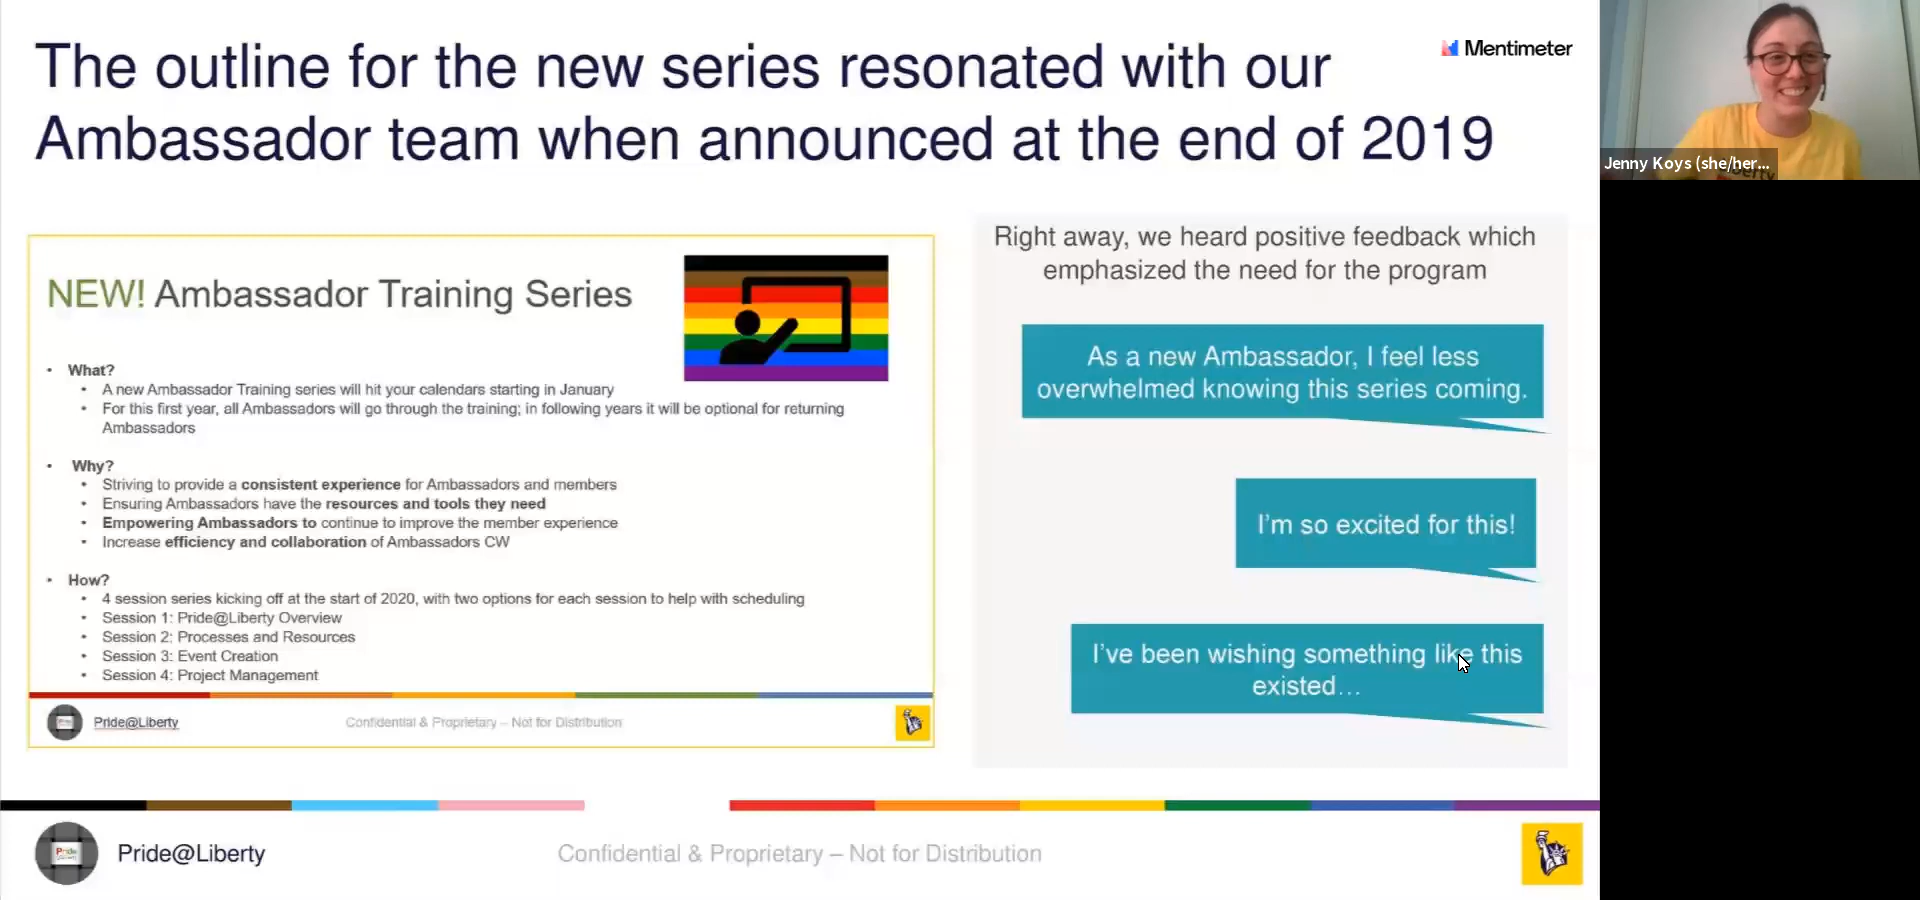 The outline for the new series resonated with our
Ambassador team when announced at the end of 2019
Mentimeter
Jenny Koys (she/her...
NEW! Ambassador Training Series
• What?
• A new Ambassador Training series will hit your calendars starting in January
• For this first year, all Ambassadors will go through the training; in following years it will be optional for returning
Ambassadors
• Why?
• Striving to provide a consistent experience for Ambassadors and members
• Ensuring Ambassadors have the resources and tools they need
• Empowering Ambassadors to continue to improve the member experience
• Increase efficiency and collaboration of Ambassadors CW
• How?
• 4 session series kicking off at the start of 2020, with two options for each session to help with scheduling
• Session 1: Pride@Liberty Overview
• Session 2: Processes and Resources
• Session 3: Event Creation
• Session 4: Project Management
Pride@Liberty
Confidential & Proprietary – Not for Distribution
Right away, we heard positive feedback which
emphasized the need for the program
As a new Ambassador, I feel less
overwhelmed knowing this series coming.
I'm so excited for this!
I've been wishing something like this
existed…
Pride
Pride@Liberty
Confidential & Proprietary – Not for Distribution